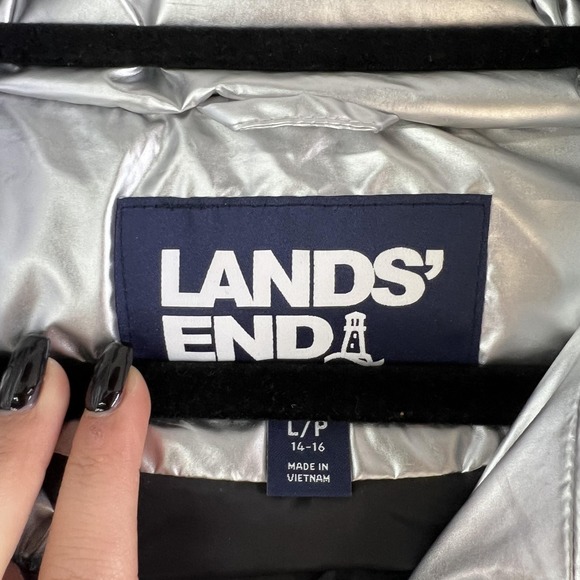 LANDS'
END
L/P
14-16
MADE IN
VIETNAM